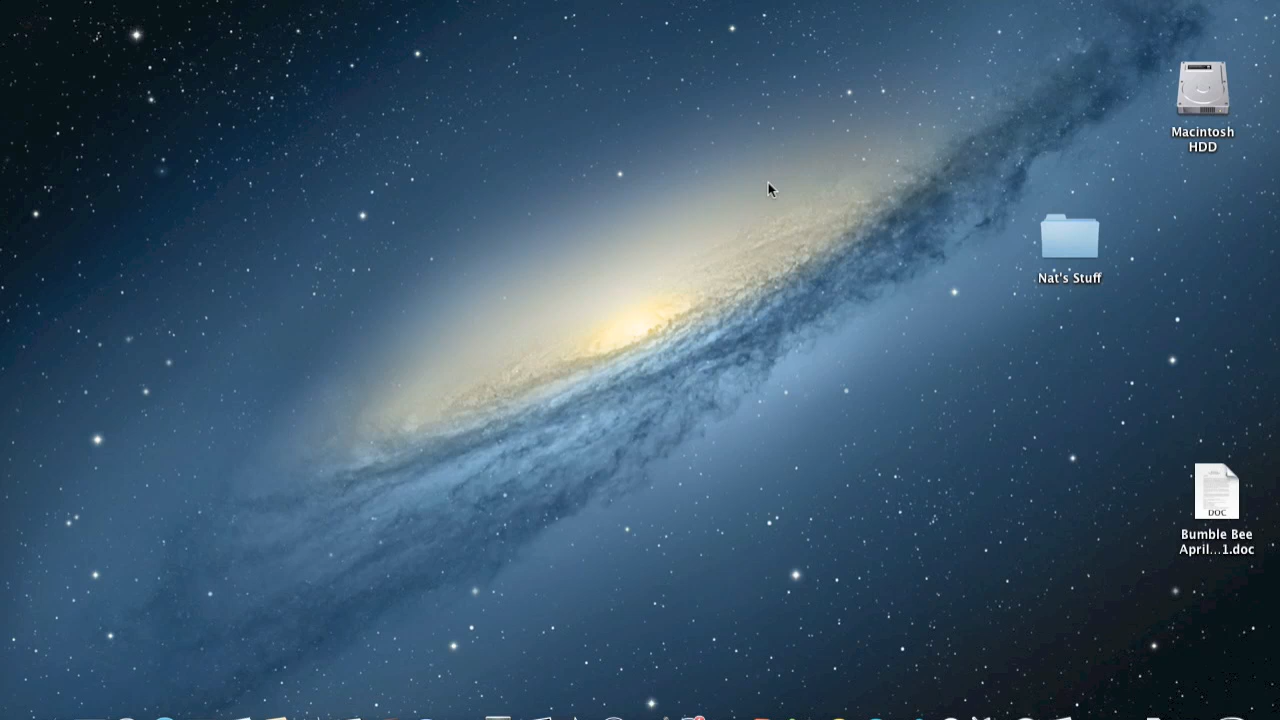 Macintosh
HDD
Nat's Stuff
DOC
Bumble Bee
April...1.doc